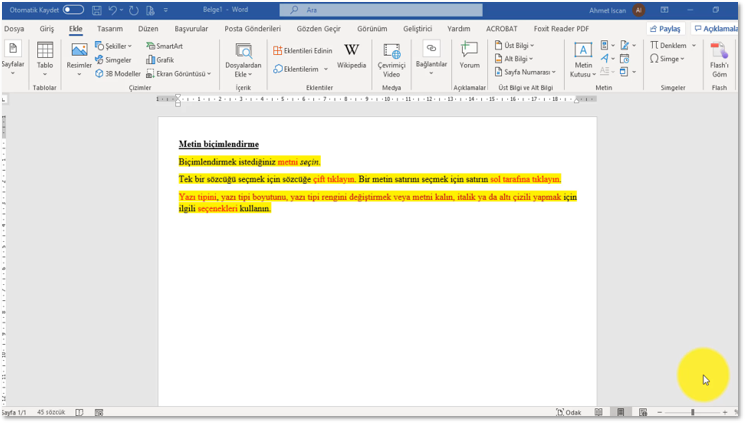 Otomatik Kaydet Belge1 - Word Ara Ahmet Iscan AI
Dosya Giriş Ekle Tasarım Düzen Başvurular Posta Gönderileri Gözden Geçir Görünüm Geliştirici Yardım ACROBAT Foxit Reader PDF Paylaş Açıklamala
Sayfalar
Tablo
Tablolar
Resimler
Şekiller
Simgeler
3B Modeller
SmartArt
Grafik
Ekran Görüntüsü
Çizimler
Dosyalardan
Ekle
İçerik
Eklentileri Edinin
Eklentilerim
W
Wikipedia
Eklentiler
Çevrimiçi
Video
Medya
Bağlantılar
Yorum
Açıklamalar
Üst Bilgi
Alt Bilgi
Sayfa Numarası
Üst Bilgi ve Alt Bilgi
Metin
Kutusu
Metin
Denklem
Simge
Simgeler
Flash'ı
Göm
Flash
Metin biçimlendirme
Biçimlendirmek istediğiniz metni seçin.
Tek bir sözcüğü seçmek için sözcüğe çift tıklayın. Bir metin satırını seçmek için satırın sol tarafına tıklayın.
Yazı tipini, yazı tipi boyutunu, yazı tipi rengini değiştirmek veya metni kalın, italik ya da altı çizili yapmak için
ilgili seçenekleri kullanın.
Sayfa 1/1 45 sözcük Odak